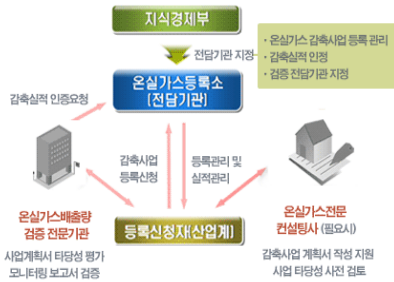 지식경제부
전담기관 지정
· 온실가스 감축사업 등록 관리
· 감축실적 인정
· 검증 전담기관 지정
온실가스등록소
(전담기관)
감축실적 인증요청
감축사업
등록신청
등록관리 및
실적관리
온실가스배출량
검증 전문기관
사업계획서 타당성 평가
모니터링 보고서 검증
등록신청자(산업계)
온실가스전문
컨설팅사 (필요시)
감축사업 계획서 작성 지원
사업 타당성 사전 검토